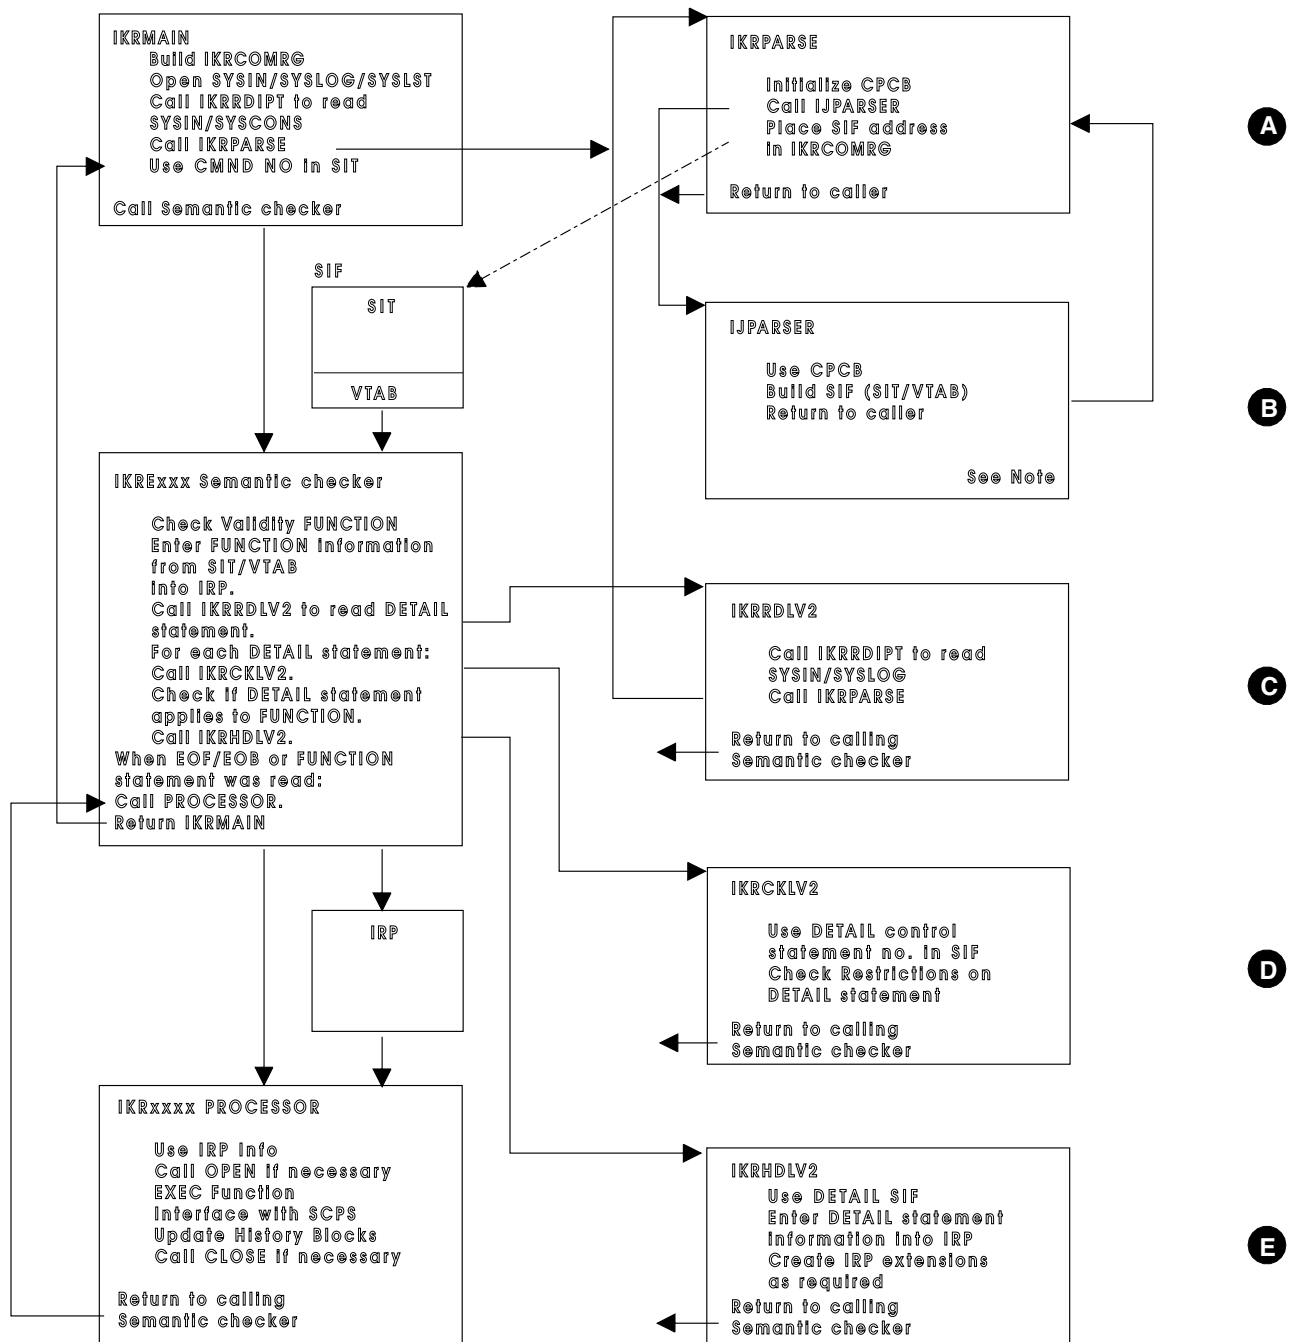 IKRMAIN
Build IKRCOMRG
Open SYSIN/SYSLOG/SYSLST
Call IKRRDIPT to read
SYSIN/SYSCONS
Call IKRPARSE
Use CMND NO in SIT
Call Semantic checker
IKRPARSE
Initialize CPCB
Call IJPARSER
Place SIF address
in IKRCOMRG
Return to caller
A
SIF
SIT
VTAB
IJPARSER
Use CPCB
Build SIF (SIT/VTAB)
Return to caller
See Note
B
IKRExxx Semantic checker
Check Validity FUNCTION
Enter FUNCTION information
from SIT/VTAB
into IRP.
Call IKRRDLV2 to read DETAIL
statement.
For each DETAIL statement:
Call IKRCKLV2.
Check if DETAIL statement
applies to FUNCTION.
Call IKRHDLV2.
When EOF/EOB or FUNCTION
statement was read:
Call PROCESSOR.
Return IKRMAIN
IKRRDLV2
Call IKRRDIPT to read
SYSIN/SYSLOG
Call IKRPARSE
Return to calling
Semantic checker
C
IRP
IKRCKLV2
Use DETAIL control
statement no. in SIF
Check Restrictions on
DETAIL statement
Return to calling
Semantic checker
D
IKRxxxx PROCESSOR
Use IRP Info
Call OPEN if necessary
EXEC Function
Interface with SCPS
Update History Blocks
Call CLOSE if necessary
Return to calling
Semantic checker
IKRHDLV2
Use DETAIL SIF
Enter DETAIL statement
information into IRP
Create IRP extensions
as required
Return to calling
Semantic checker
E